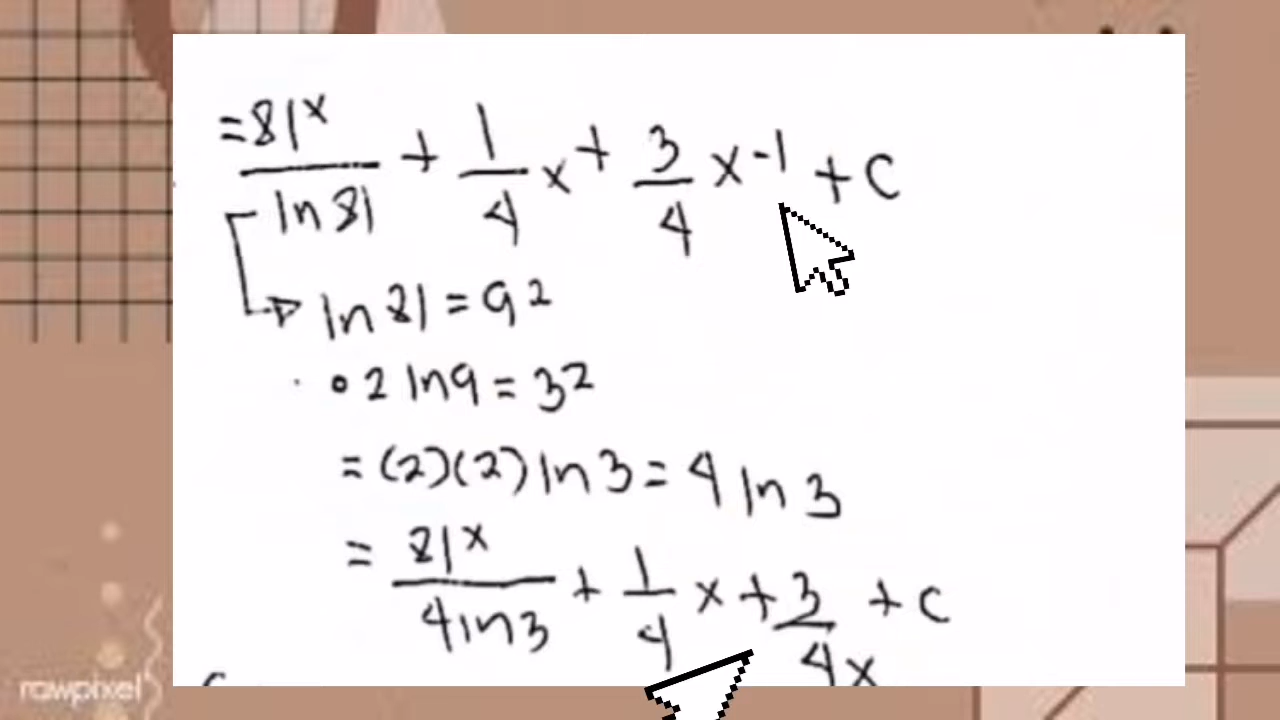 = 81^x / ln 81 + 1/4 x + 3/4 x^-1 + C
ln 81 = 9^2
• 2 ln 9 = 3^2
= (2)(2) ln 3 = 4 ln 3
= 81^x / 4 ln 3 + 1/4 x + 3/4x + C
rawpixel